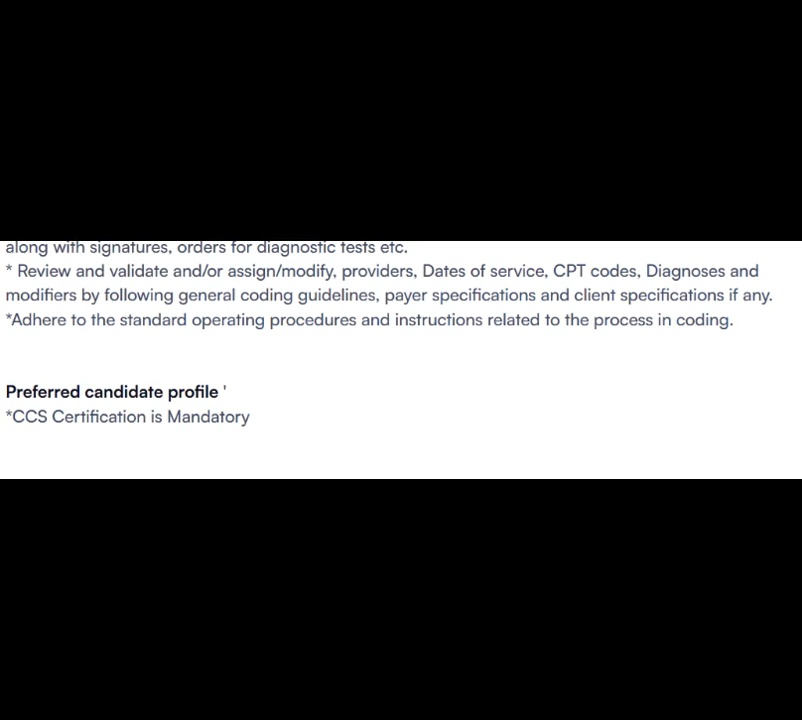 along with signatures, orders for diagnostic tests etc.
* Review and validate and/or assign/modify, providers, Dates of service, CPT codes, Diagnoses and
modifiers by following general coding guidelines, payer specifications and client specifications if any.
*Adhere to the standard operating procedures and instructions related to the process in coding.
Preferred candidate profile '
*CCS Certification is Mandatory